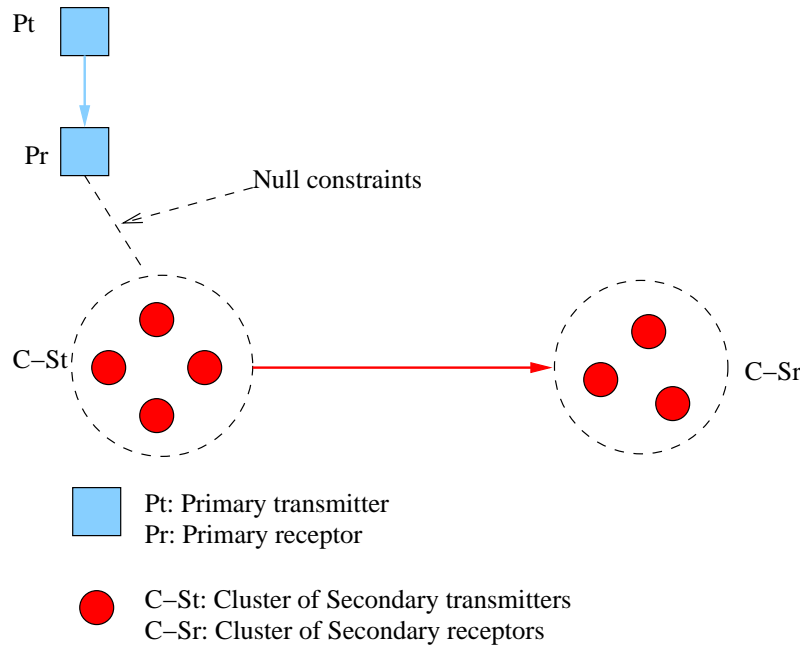 Pt
Pr
Null constraints
C–St
C–Sr
Pt: Primary transmitter
Pr: Primary receptor
C–St: Cluster of Secondary transmitters
C–Sr: Cluster of Secondary receptors